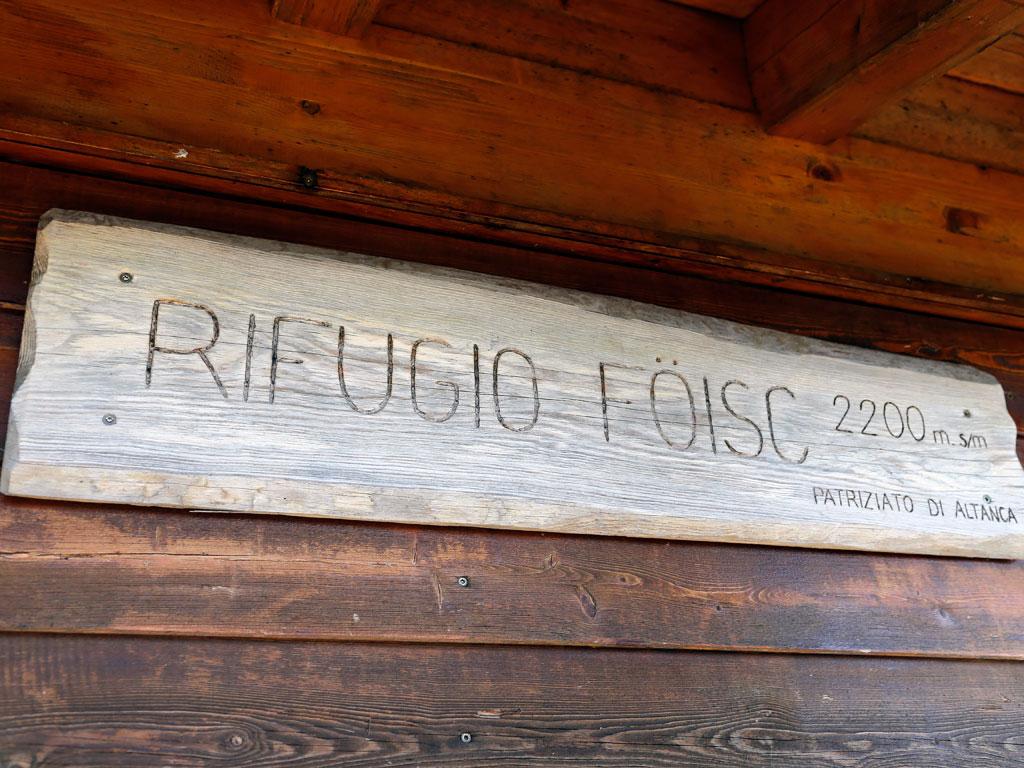 RIFUGIO FÖISC 2200 m. s/m
PATRIZIATO DI ALTANCA